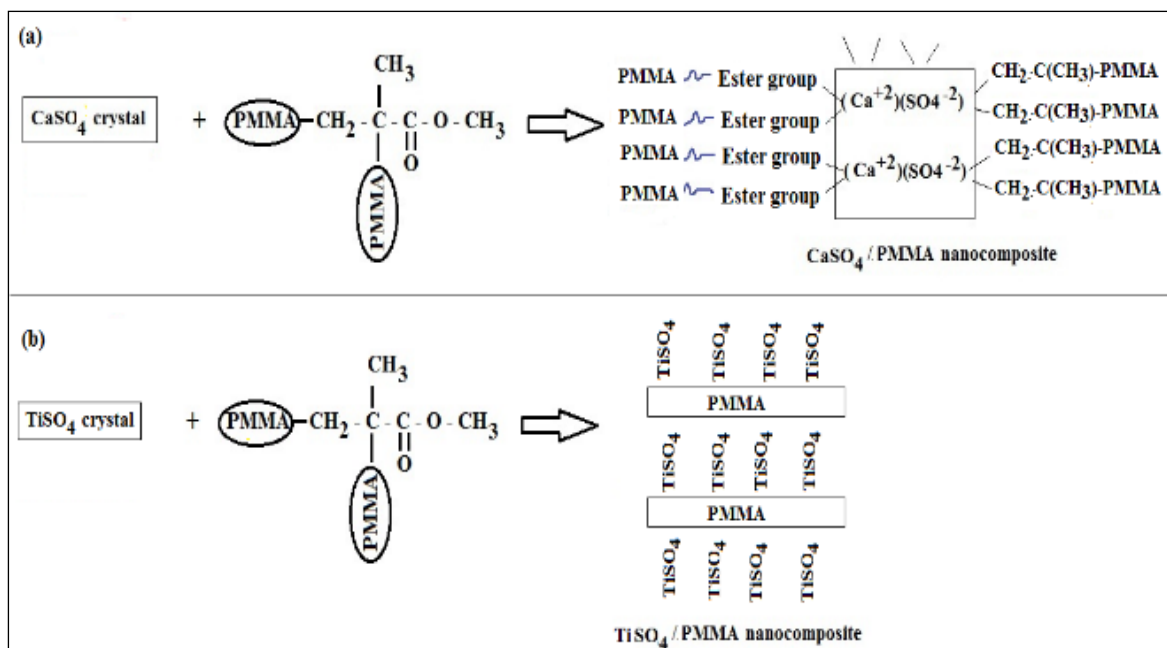 (a)
CaSO4 crystal
+
PMMA-CH2-C-C-O-CH3
CH3
O
PMMA
PMMA Ester group
PMMA Ester group
PMMA Ester group
PMMA Ester group
(Ca+2)(SO4-2)
(Ca+2)(SO4-2)
CH2-C(CH3)-PMMA
CH2-C(CH3)-PMMA
CH2-C(CH3)-PMMA
CH2-C(CH3)-PMMA
CaSO4/PMMA nanocomposite
(b)
TiSO4 crystal
+
CH3
PMMA-CH2-C-C-O-CH3
O
PMMA
TiSO4 TiSO4 TiSO4 TiSO4
PMMA
TiSO4 TiSO4 TiSO4 TiSO4
PMMA
TiSO4 TiSO4 TiSO4 TiSO4
TiSO4/PMMA nanocomposite